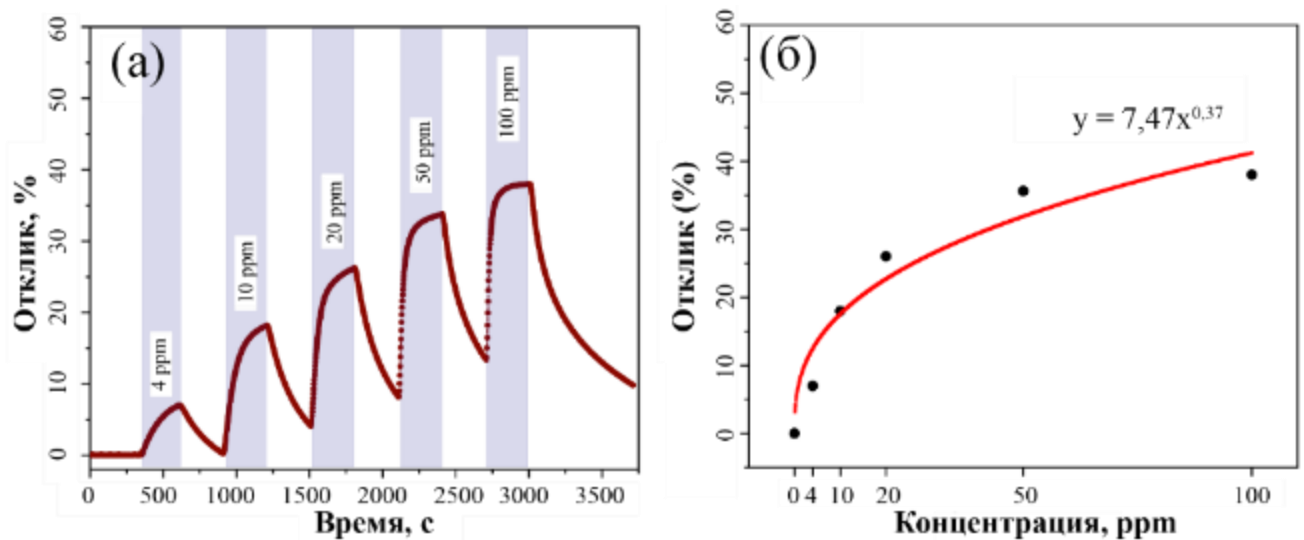 (а)
Отклик, %
60
50
40
30
20
10
0
4 ppm
10 ppm
20 ppm
50 ppm
100 ppm
0 500 1000 1500 2000 2500 3000 3500
Время, с
(б)
y = 7,47x^0,37
Отклик (%)
60
50
40
30
20
10
0
0 4 10 20 50 100
Концентрация, ppm